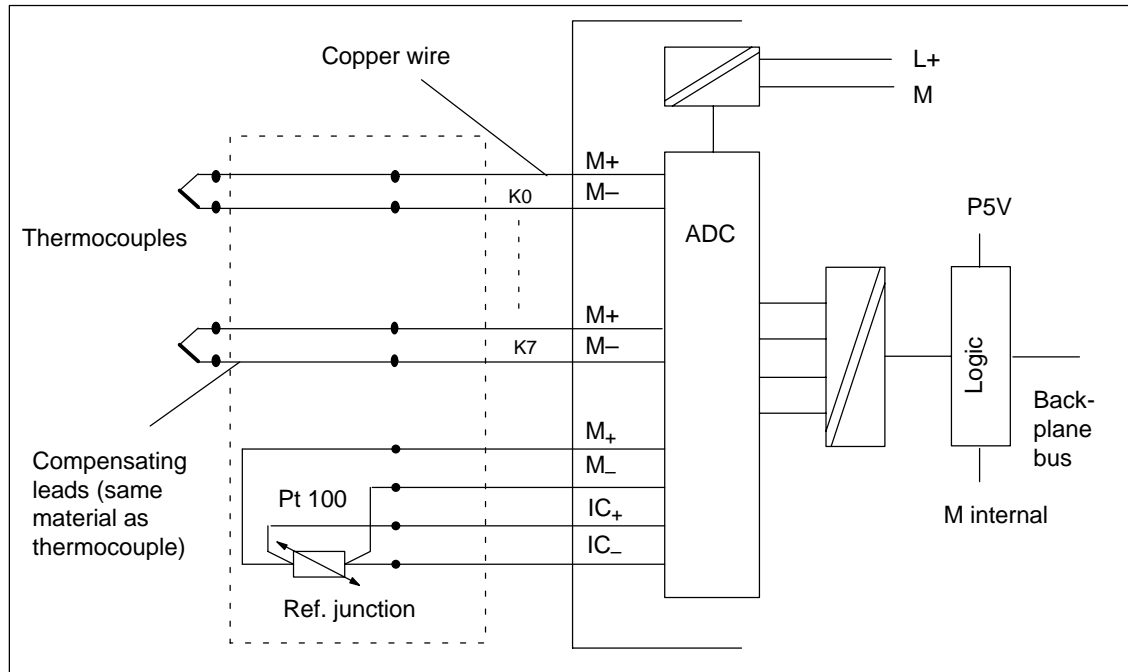 Copper wire
L+
M
M+
M–
K0
ADC
Thermocouples
P5V
M+
M–
K7
Logic
Back-
plane
bus
Compensating
leads (same
material as
thermocouple)
M+
M–
Pt 100
IC+
IC–
M internal
Ref. junction